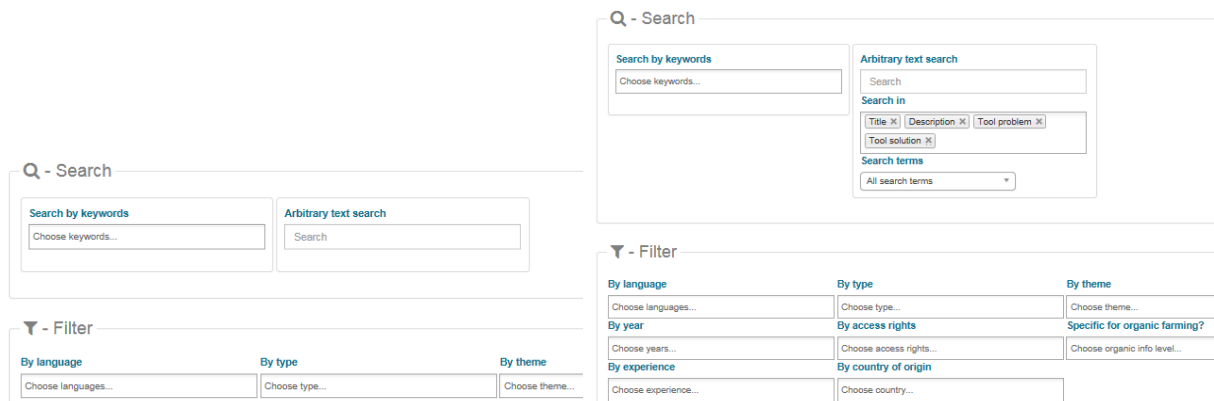 - Search
Search by keywords
Arbitrary text search
Choose keywords...
Search
- Filter
By language
By type
By theme
Choose languages...
Choose type...
Choose theme...
- Search
Search by keywords
Arbitrary text search
Choose keywords...
Search
Search in
Title × Description × Tool problem ×
Tool solution ×
Search terms
All search terms
- Filter
By language
By type
By theme
Choose languages...
Choose type...
Choose theme...
By year
By access rights
Specific for organic farming?
Choose years...
Choose access rights...
Choose organic info level...
By experience
By country of origin
Choose experience...
Choose country...